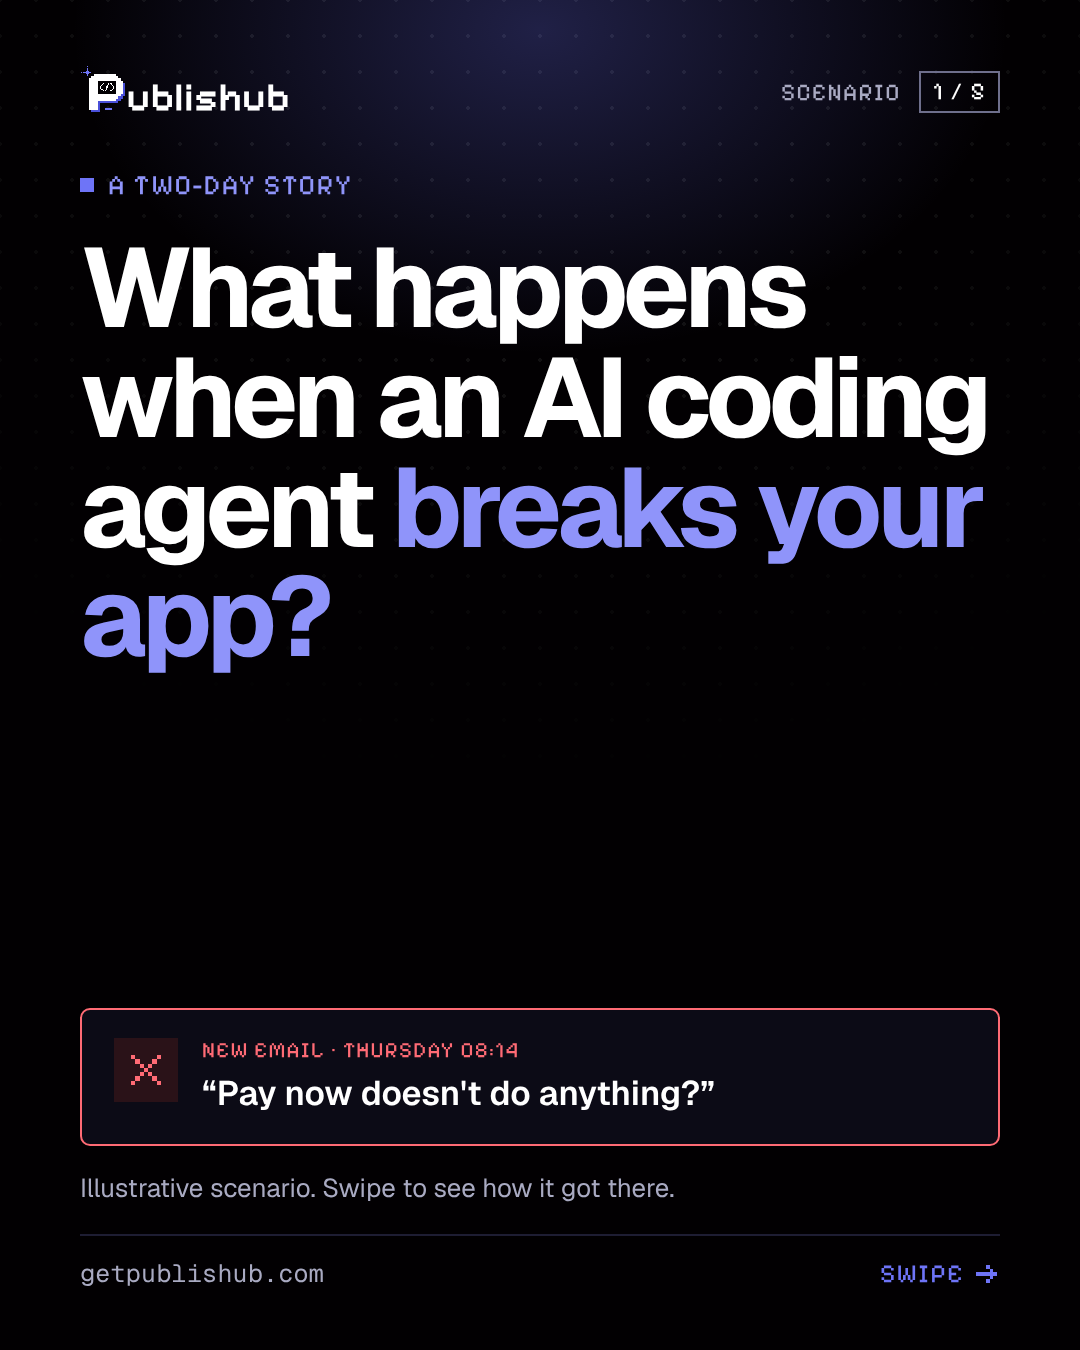 Publishub
SCENARIO 1 / 8
A TWO-DAY STORY
What happens
when an AI coding
agent breaks your
app?
NEW EMAIL · THURSDAY 08:14
“Pay now doesn't do anything?”
Illustrative scenario. Swipe to see how it got there.
getpublishub.com
SWIPE →